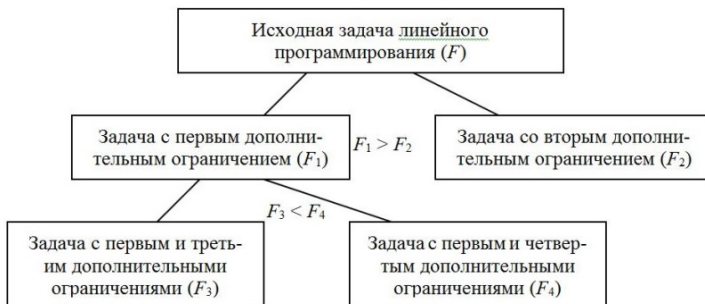 Исходная задача линейного
программирования (F)
Задача с первым дополни-
тельным ограничением (F₁)
F₁ > F₂
Задача со вторым дополни-
тельным ограничением (F₂)
F₃ < F₄
Задача с первым и треть-
им дополнительными
ограничениями (F₃)
Задача с первым и четвер-
тым дополнительными
ограничениями (F₄)